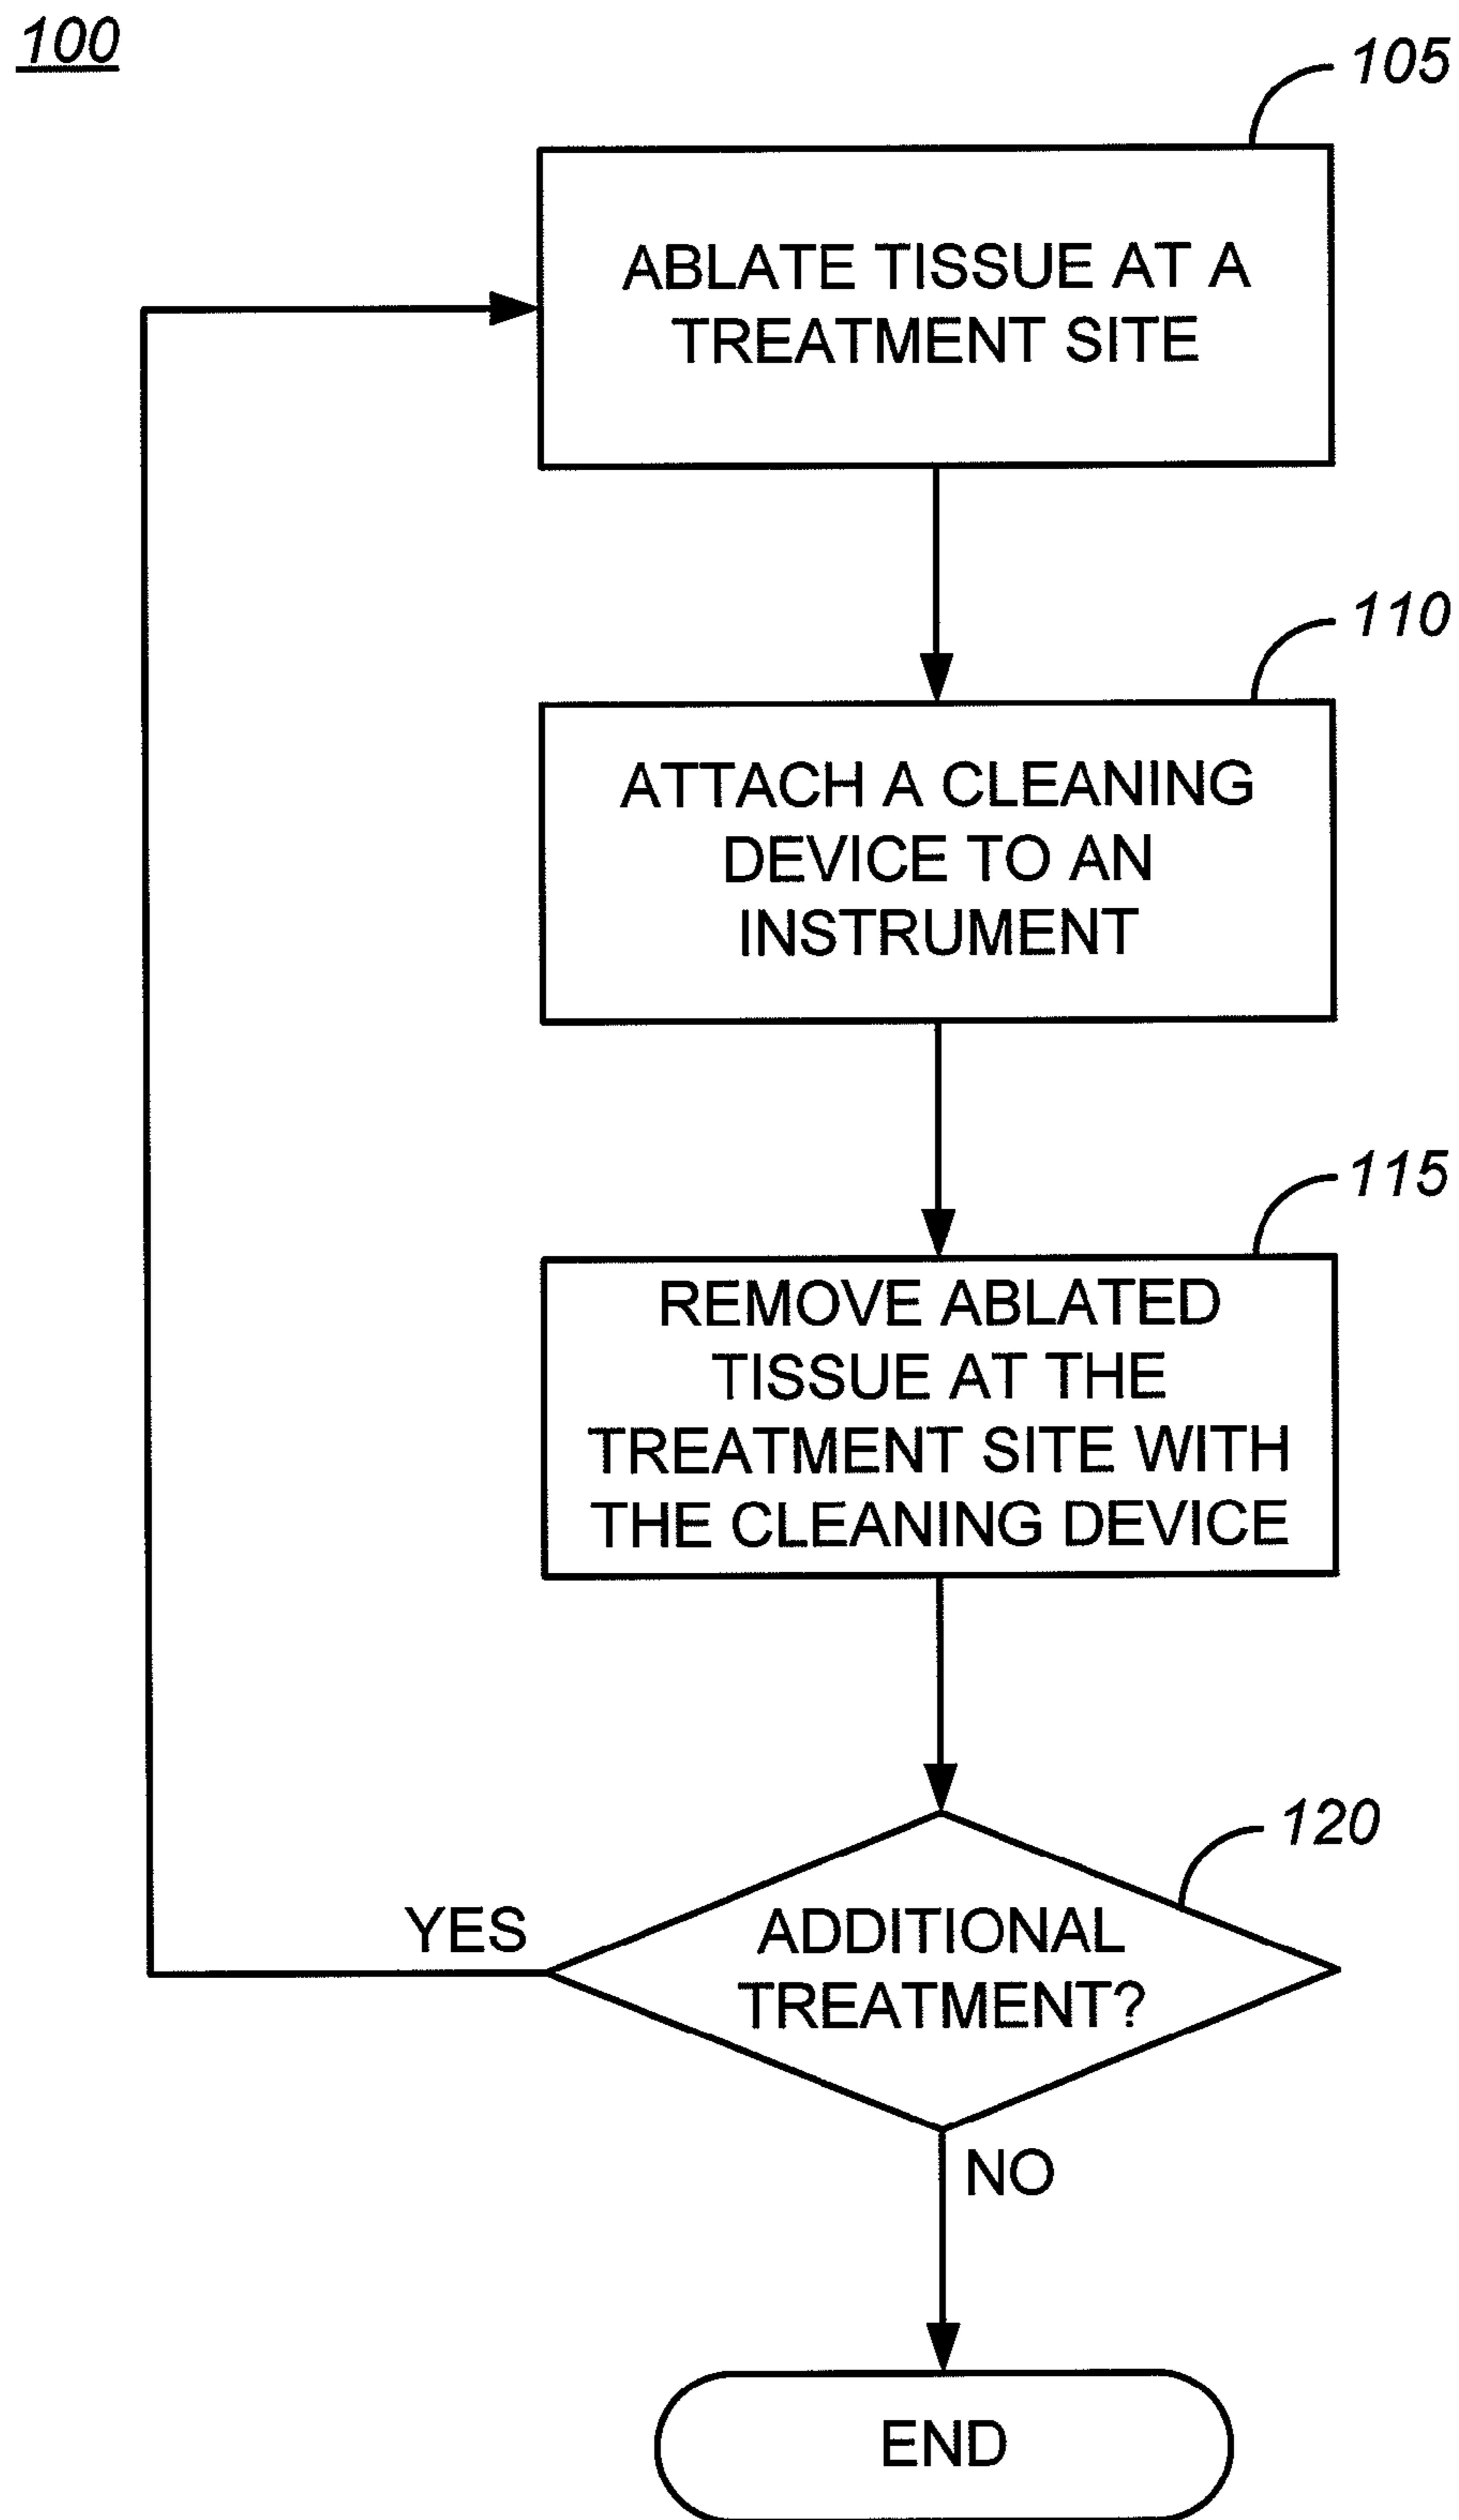 100
105
ABLATE TISSUE AT A
TREATMENT SITE
110
ATTACH A CLEANING
DEVICE TO AN
INSTRUMENT
115
REMOVE ABLATED
TISSUE AT THE
TREATMENT SITE WITH
THE CLEANING DEVICE
120
YES
ADDITIONAL
TREATMENT?
NO
END